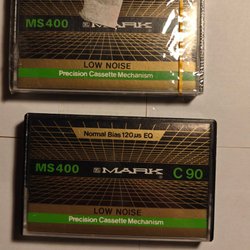 MS400 MARK
LOW NOISE
Precision Cassette Mechanism
Normal Bias 120µs EQ
MS400 MARK C90
LOW NOISE
Precision Cassette Mechanism